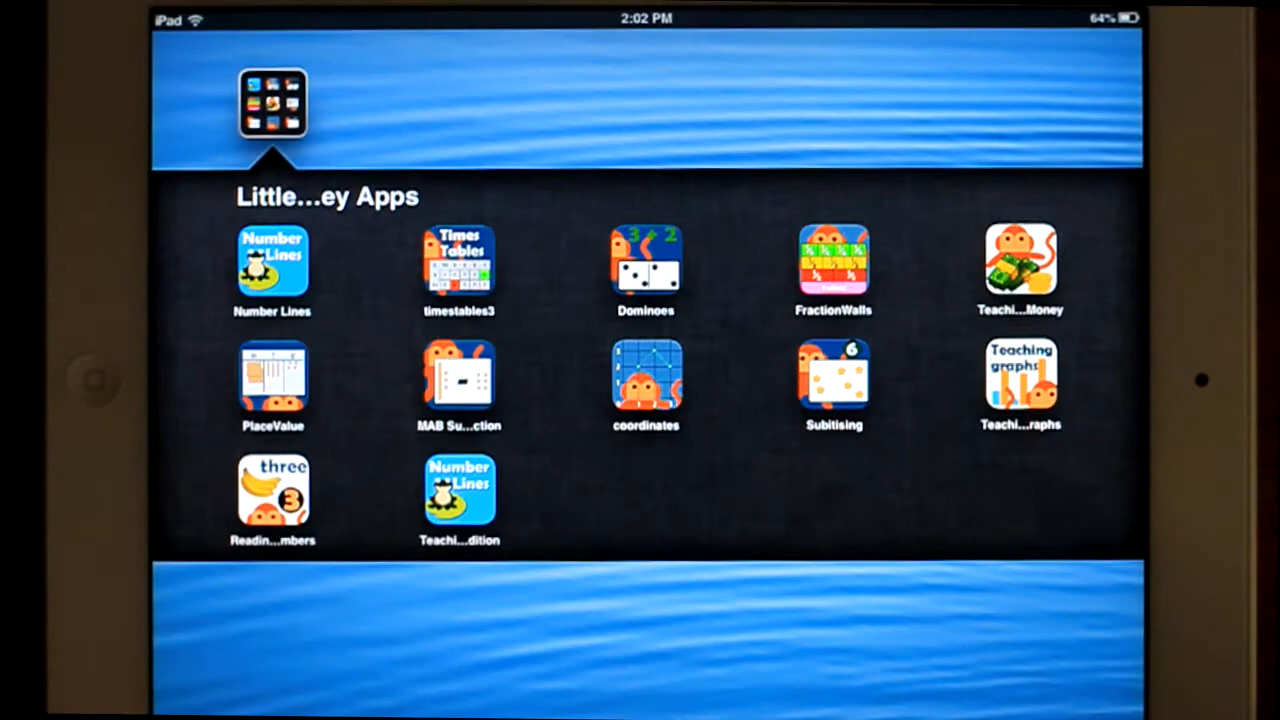 iPad 2:02 PM 64%
Little...ey Apps
Number
Lines
Times
Tables
3 + 2
Number Lines timestables3 Dominoes FractionWalls Teachi...Money
6
Teaching
graphs
PlaceValue MAB Su...ction coordinates Subitising Teachi...raphs
three
3
Number
Lines
Readin...mbers Teachi...dition